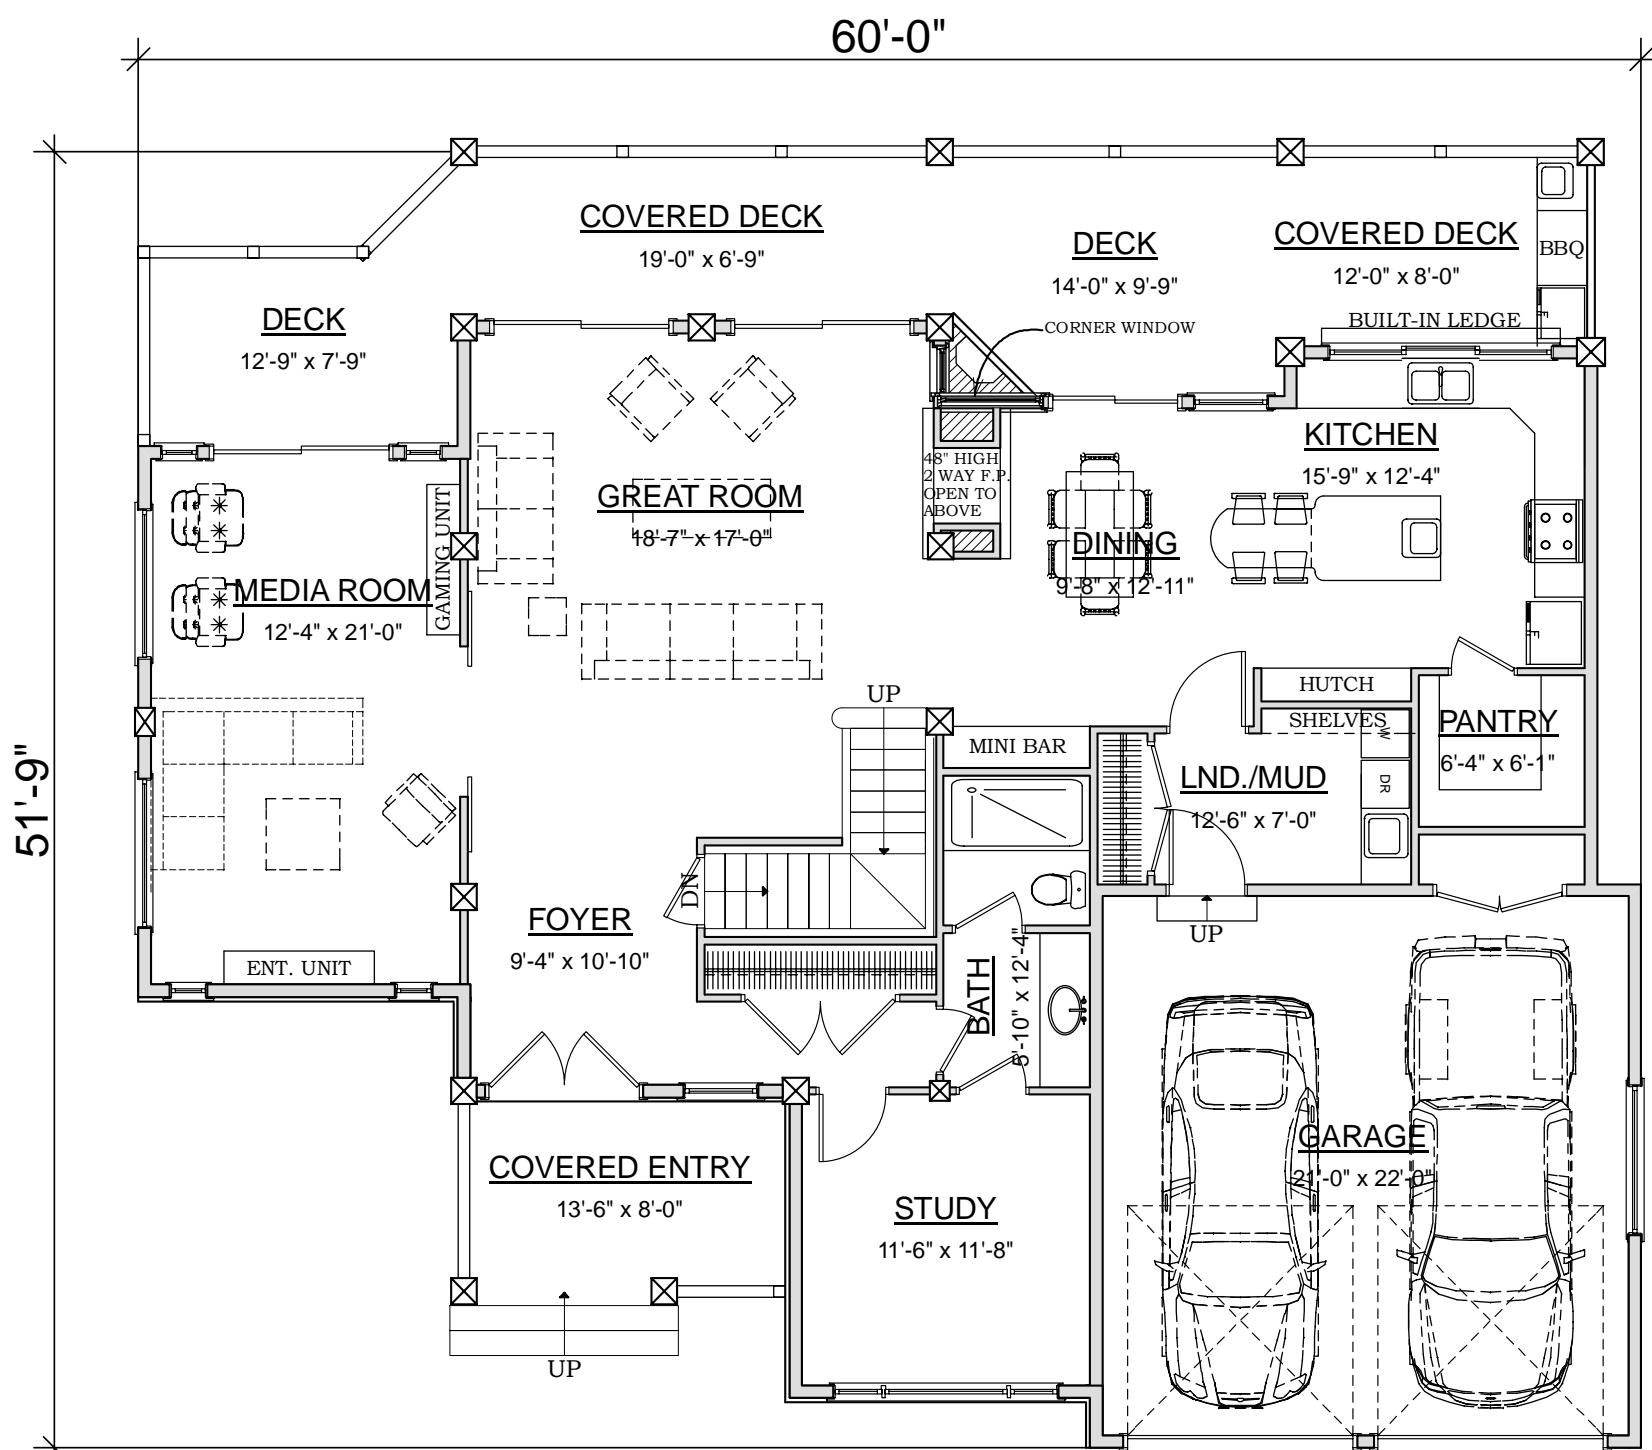 60'-0"
51'-9"
COVERED DECK
19'-0" x 6'-9"
DECK
14'-0" x 9'-9"
COVERED DECK
12'-0" x 8'-0"
BBQ
F
BUILT-IN LEDGE
CORNER WINDOW
DECK
12'-9" x 7'-9"
KITCHEN
15'-9" x 12'-4"
48" HIGH
2 WAY F.P.
OPEN TO
ABOVE
GREAT ROOM
18'-7" x 17'-0"
DINING
9'-8" x 12'-11"
GAMING UNIT
MEDIA ROOM
12'-4" x 21'-0"
F
UP
HUTCH
SHELVES
W
DR
PANTRY
6'-4" x 6'-1"
MINI BAR
LND./MUD
12'-6" x 7'-0"
DN
FOYER
9'-4" x 10'-10"
UP
ENT. UNIT
BATH
5'-10" x 12'-4"
GARAGE
21'-0" x 22'-0"
COVERED ENTRY
13'-6" x 8'-0"
STUDY
11'-6" x 11'-8"
UP